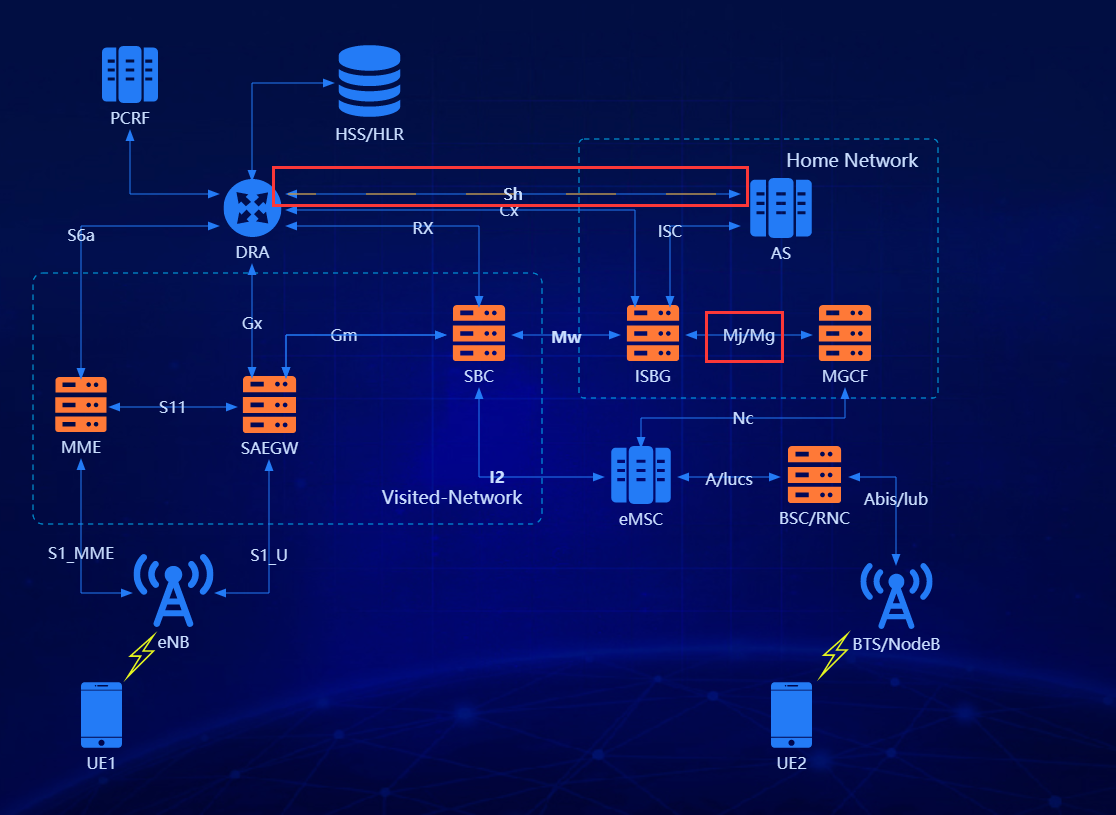 PCRF
HSS/HLR
Home Network
Sh
Cx
RX
ISC
S6a
DRA
AS
Gx
Gm
Mw
Mj/Mg
SBC
ISBG
MGCF
S11
MME
SAEGW
Nc
I2
A/lucs
Visited-Network
eMSC
BSC/RNC
Abis/lub
S1_MME
S1_U
eNB
BTS/NodeB
UE1
UE2